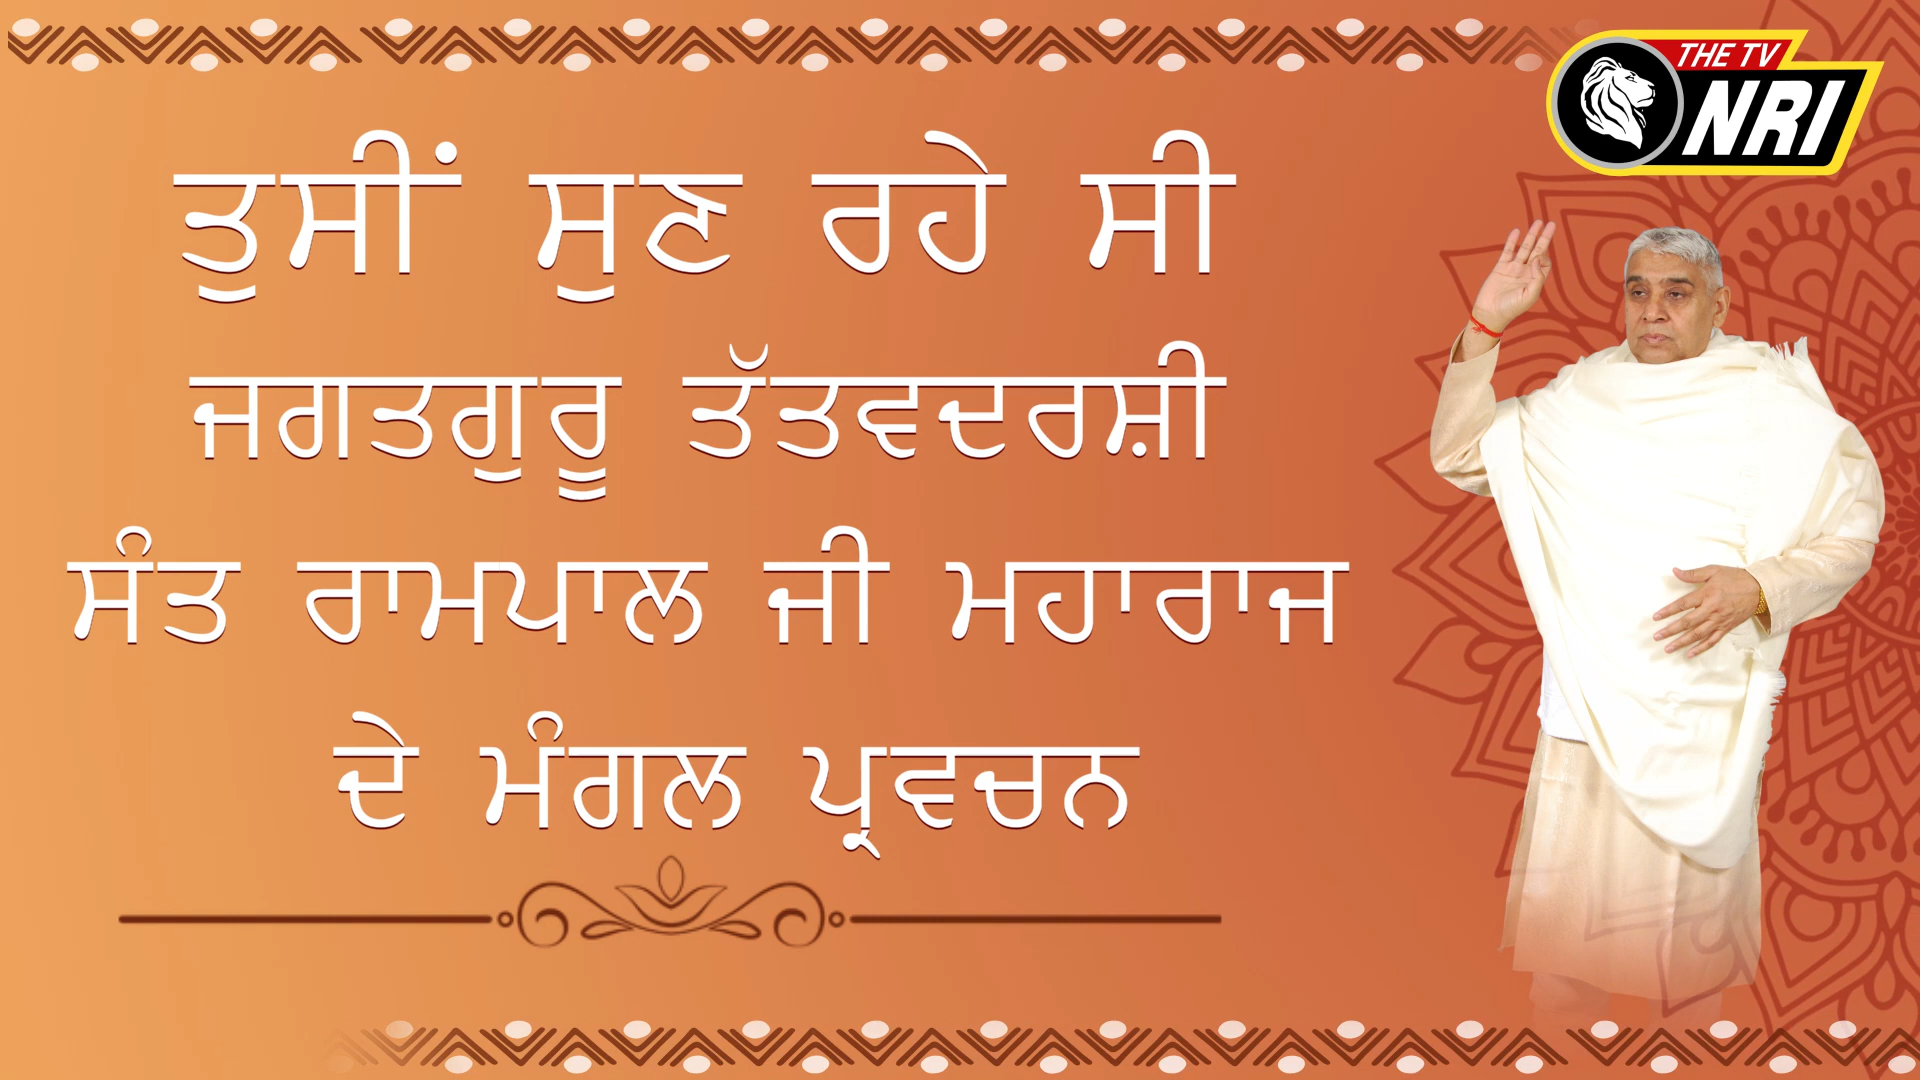 THE TV
NRI
ਤੁਸੀਂ ਸੁਣ ਰਹੇ ਸੀ
ਜਗਤਗੁਰੂ ਤੱਤਵਦਰਸ਼ੀ
ਸੰਤ ਰਾਮਪਾਲ ਜੀ ਮਹਾਰਾਜ
ਦੇ ਮੰਗਲ ਪ੍ਰਵਚਨ